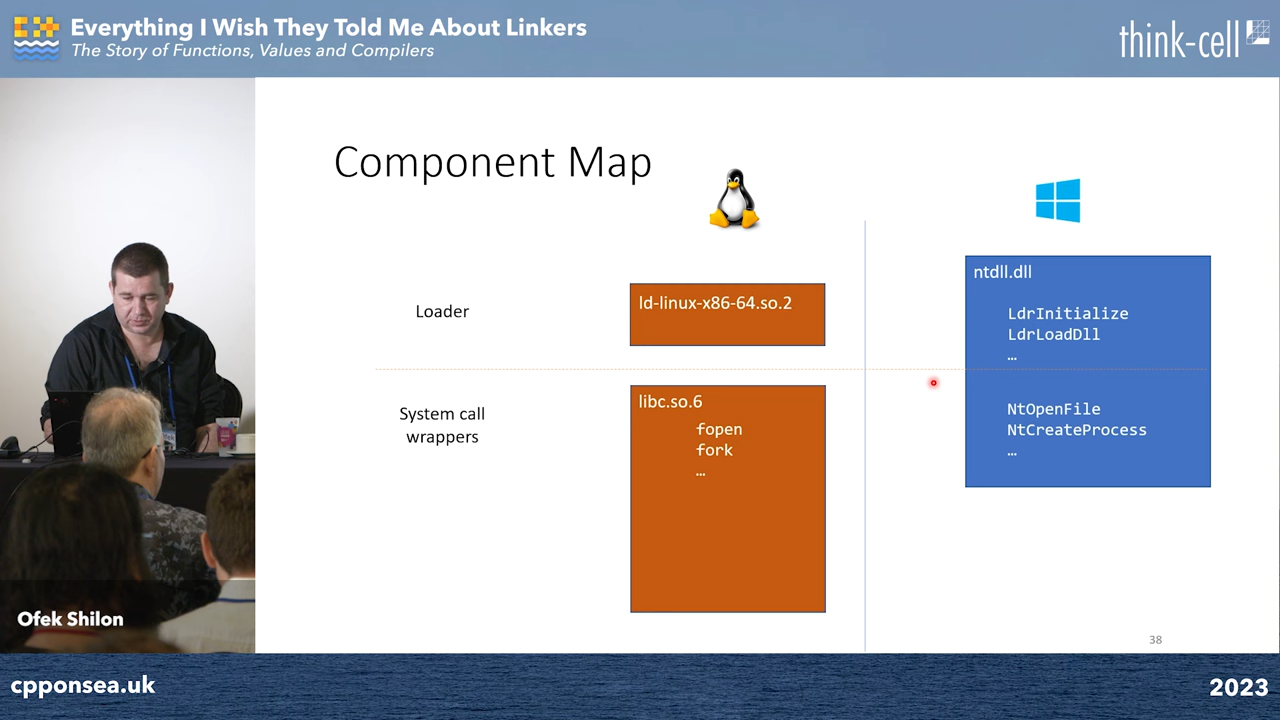 Everything I Wish They Told Me About Linkers
The Story of Functions, Values and Compilers
think-cell
Component Map
Loader
ld-linux-x86-64.so.2
ntdll.dll
LdrInitialize
LdrLoadDll
…
System call
wrappers
libc.so.6
fopen
fork
…
NtOpenFile
NtCreateProcess
…
Ofek Shilon
38
cpponsea.uk
2023